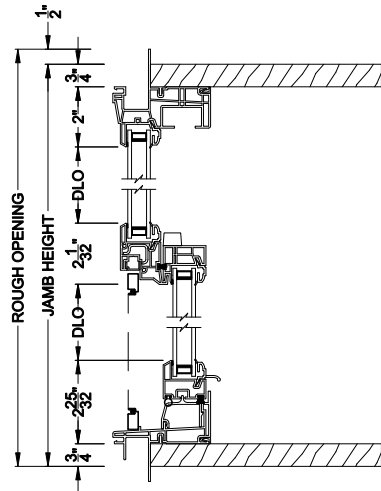 1/2"
3/4"
2"
DLO
2 1/32"
DLO
2 25/32"
3/4"
ROUGH OPENING
JAMB HEIGHT